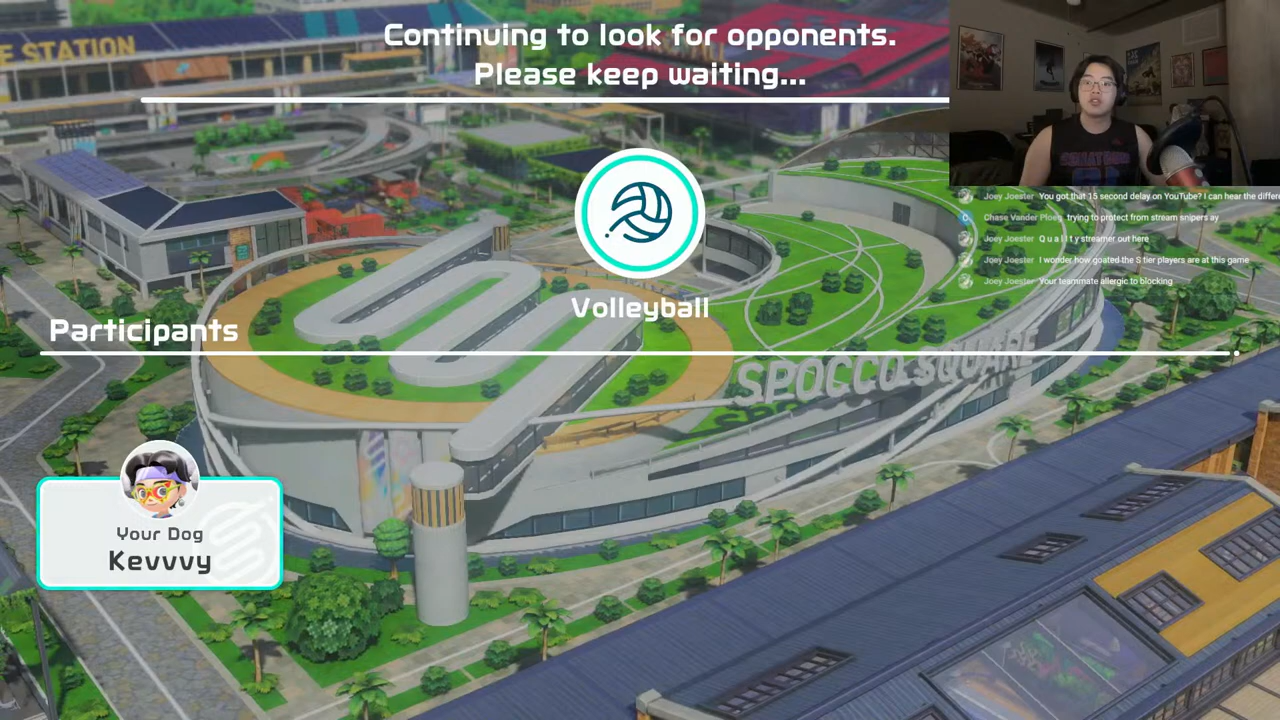 Continuing to look for opponents.
Please keep waiting...
E STATION
Joey Joester You got that 15 second delay on YouTube? I can hear the differe
Chase Vander Ploeg trying to protect from stream snipers ay
Joey Joester Q u a l i t y streamer out here
Joey Joester I wonder how goated the S tier players are at this game
Joey Joester Your teammate allergic to blocking
Volleyball
Participants
SPOCCO SQUARE
Your Dog
Kevvvy